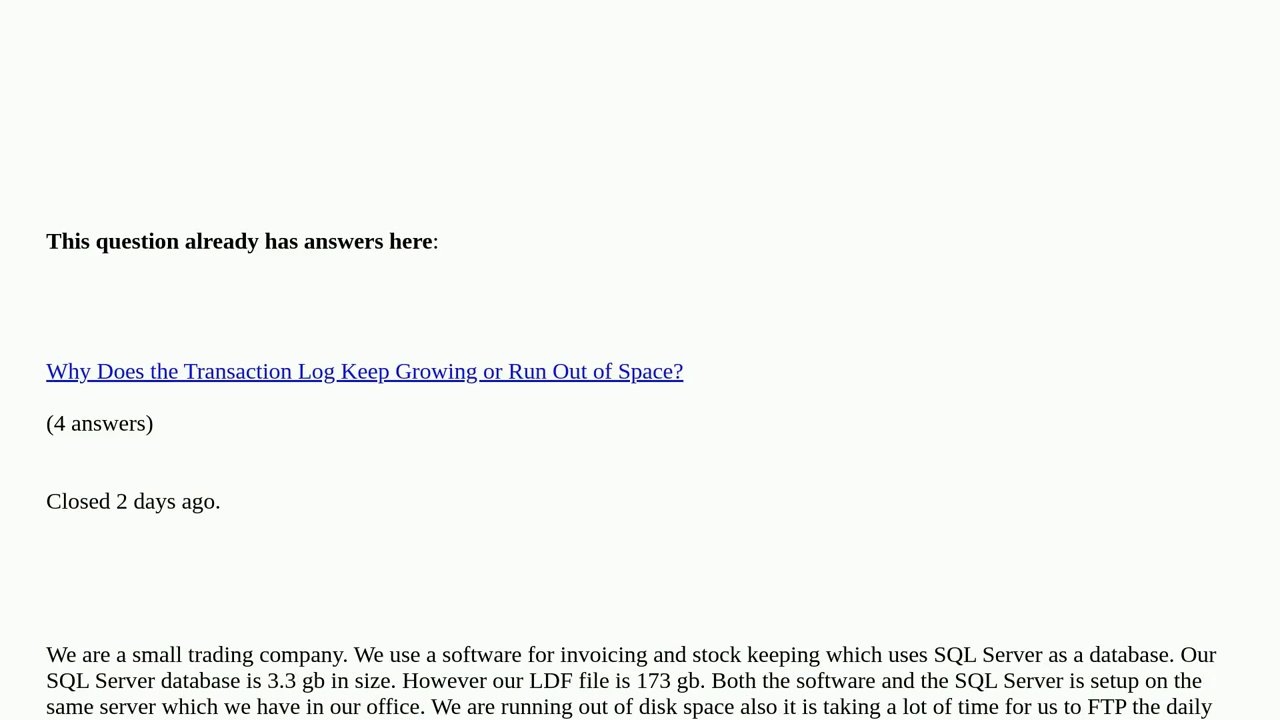 This question already has answers here:
Why Does the Transaction Log Keep Growing or Run Out of Space?
(4 answers)
Closed 2 days ago.
We are a small trading company. We use a software for invoicing and stock keeping which uses SQL Server as a database. Our
SQL Server database is 3.3 gb in size. However our LDF file is 173 gb. Both the software and the SQL Server is setup on the
same server which we have in our office. We are running out of disk space also it is taking a lot of time for us to FTP the daily